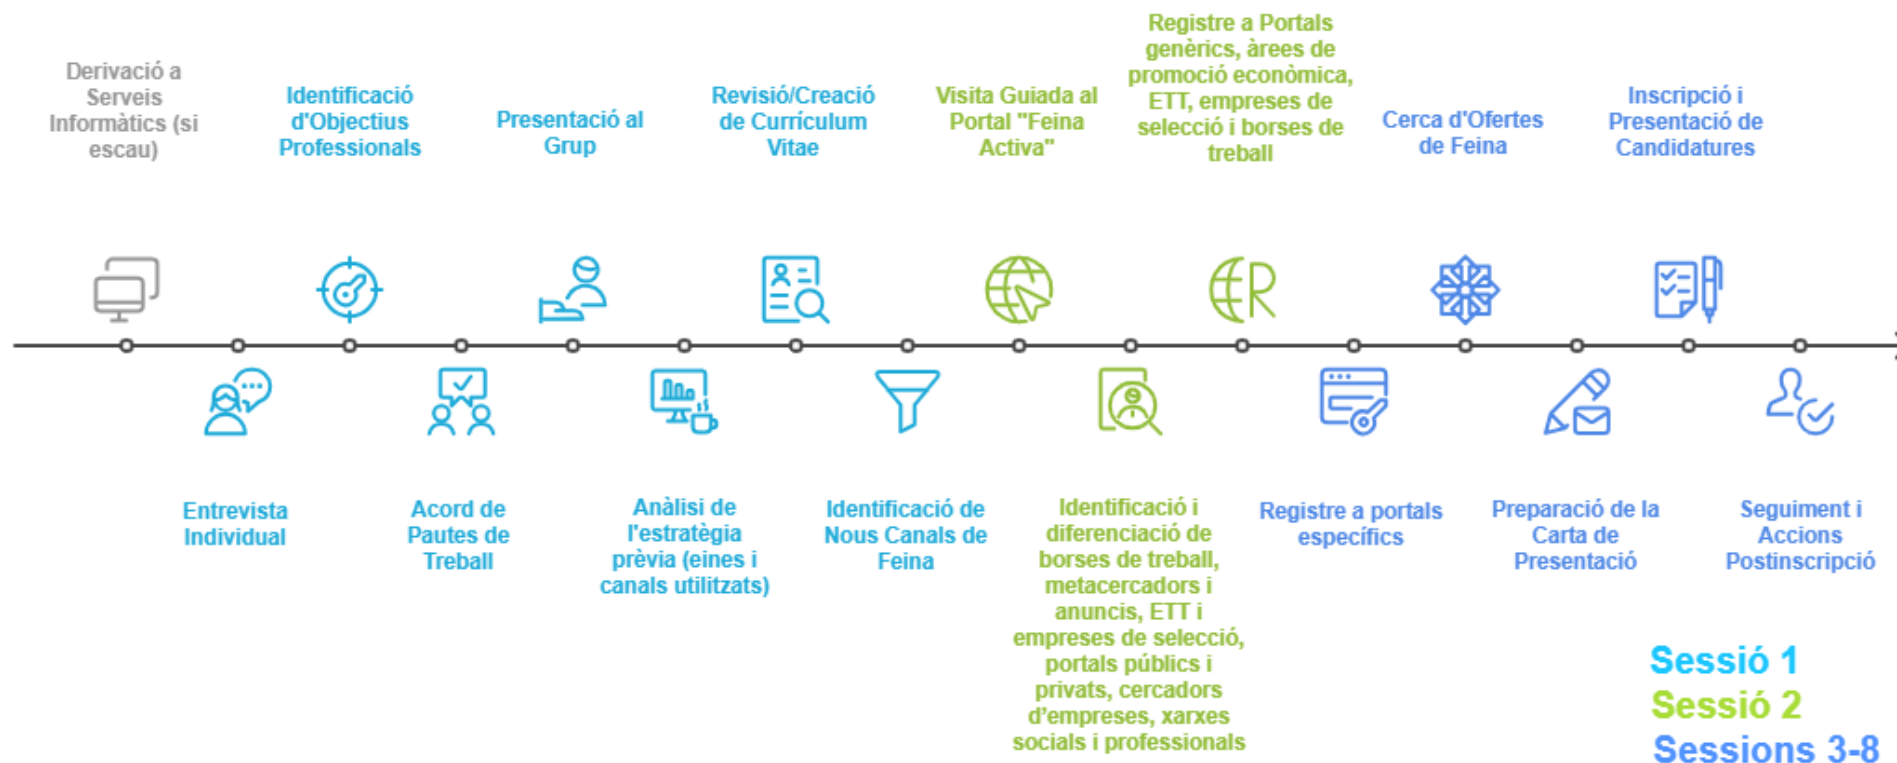 Derivació a
Serveis
Informàtics (si
escau)
Identificació
d'Objectius
Professionals
Presentació al
Grup
Revisió/Creació
de Currículum
Vitae
Visita Guiada al
Portal "Feina
Activa"
Registre a Portals
genèrics, àrees de
promoció econòmica,
ETT, empreses de
selecció i borses de
treball
Cerca d'Ofertes
de Feina
Inscripció i
Presentació de
Candidatures
R
Entrevista
Individual
Acord de
Pautes de
Treball
Anàlisi de
l'estratègia
prèvia (eines i
canals utilitzats)
Identificació de
Nous Canals de
Feina
Identificació i
diferenciació de
borses de treball,
metacercadors i
anuncis, ETT i
empreses de selecció,
portals públics i
privats, cercadors
d’empreses, xarxes
socials i professionals
Registre a portals
específics
Preparació de la
Carta de
Presentació
Seguiment i
Accions
Postinscripció
Sessió 1
Sessió 2
Sessions 3-8